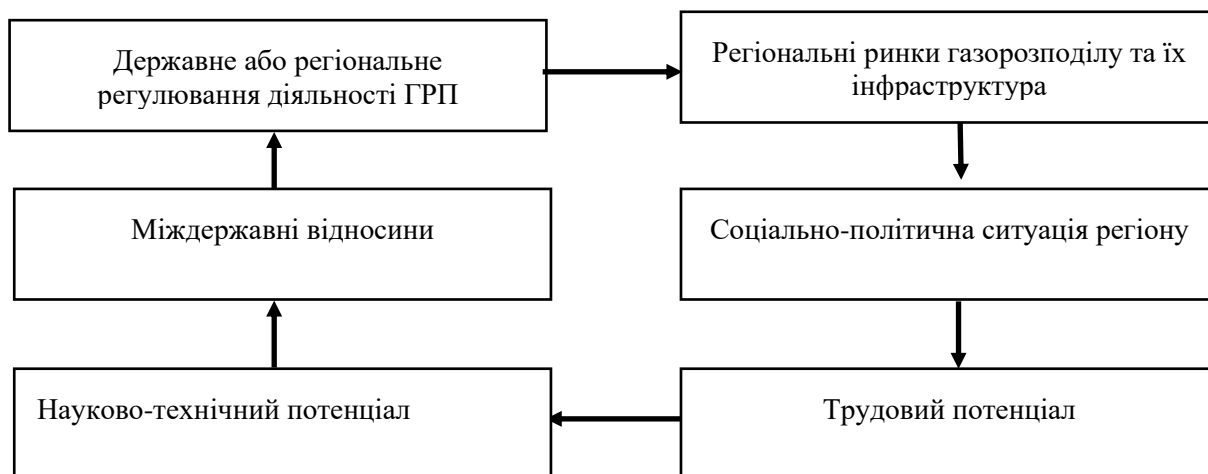 Державне або регіональне
регулювання діяльності ГРП
Регіональні ринки газорозподілу та їх
інфраструктура
Міждержавні відносини
Соціально-політична ситуація регіону
Науково-технічний потенціал
Трудовий потенціал